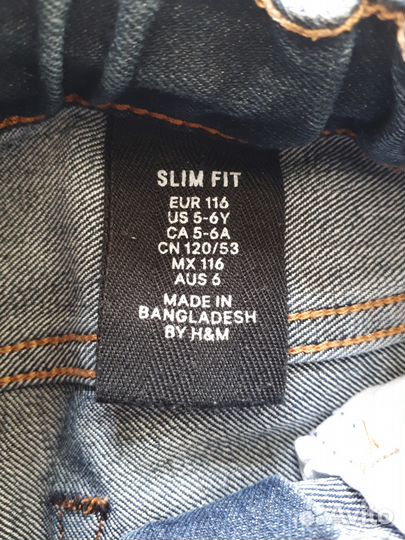 SLIM FIT
EUR 116
US 5-6Y
CA 5-6A
CN 120/53
MX 116
AUS 6
MADE IN
BANGLADESH
BY H&M
Avito